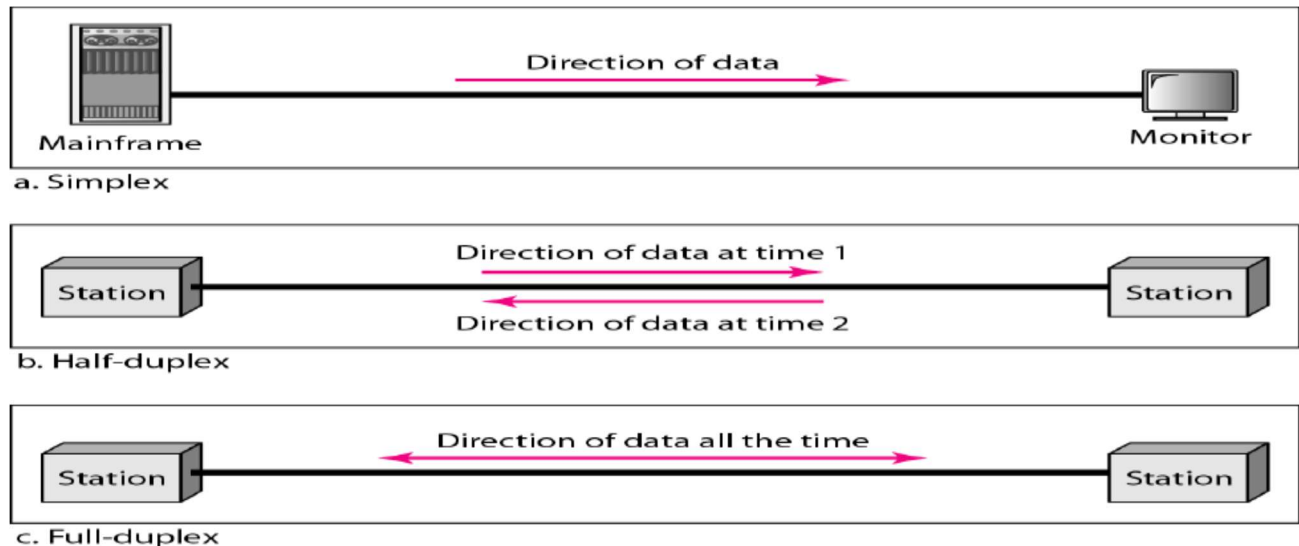 Direction of data
Mainframe
Monitor
a. Simplex
Direction of data at time 1
Station
Station
Direction of data at time 2
b. Half-duplex
Direction of data all the time
Station
Station
c. Full-duplex